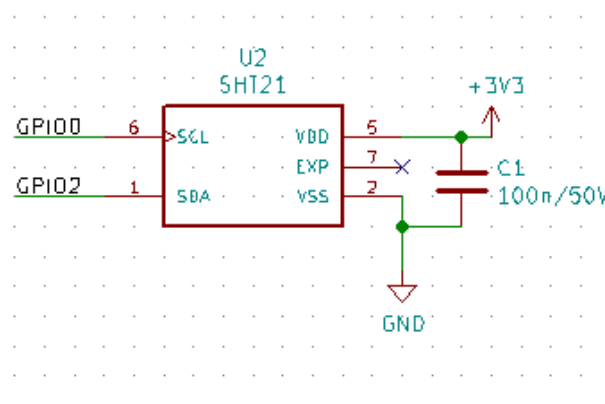 U2
SHT21
+3V3
GPIO0
6
SCL
VDD
5
EXP
7
C1
GPIO2
1
SDA
VSS
2
100n/50V
GND